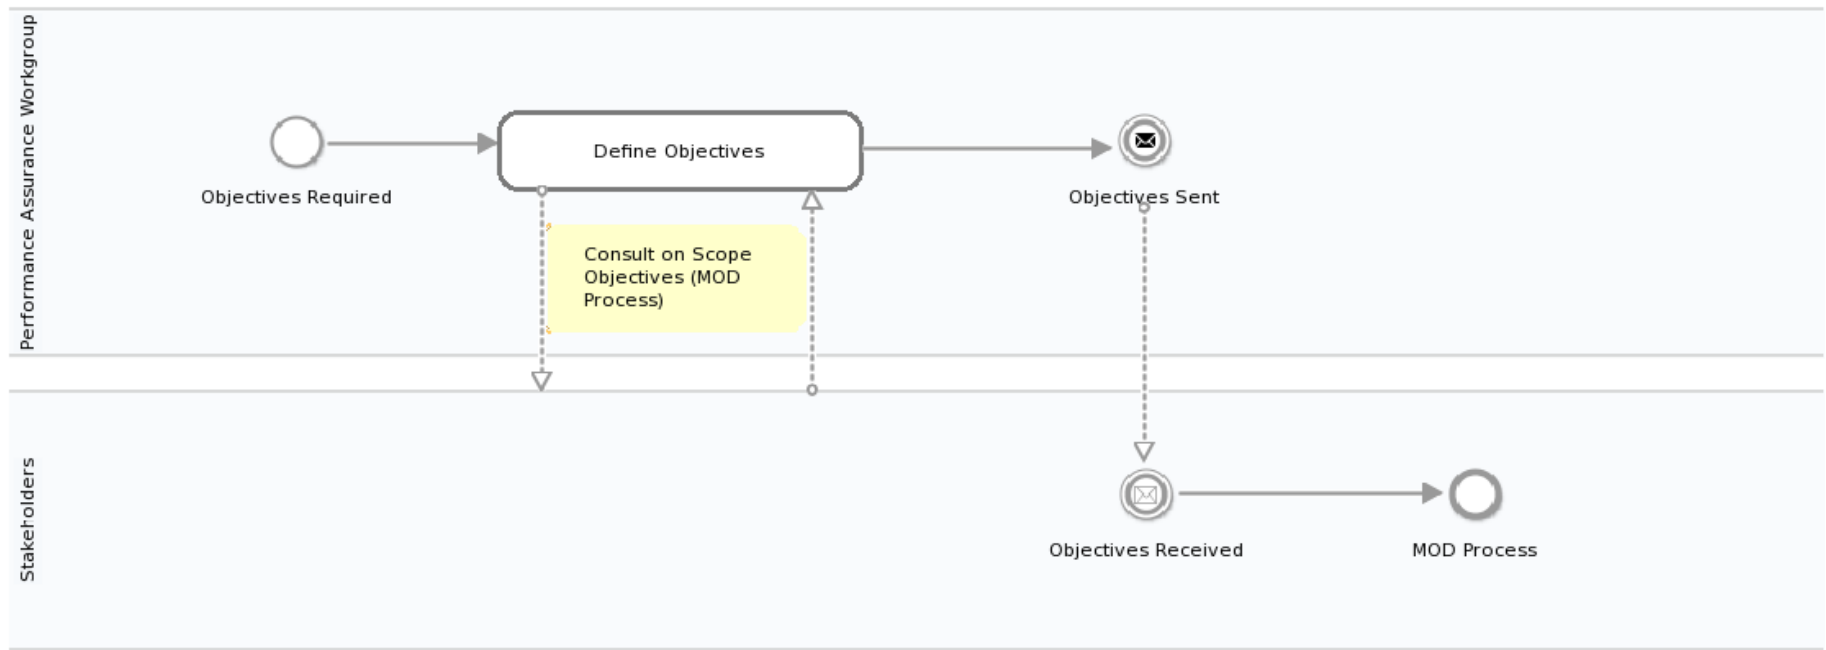 Performance Assurance Workgroup
Objectives Required
Define Objectives
Objectives Sent
Consult on Scope
Objectives (MOD
Process)
Stakeholders
Objectives Received
MOD Process